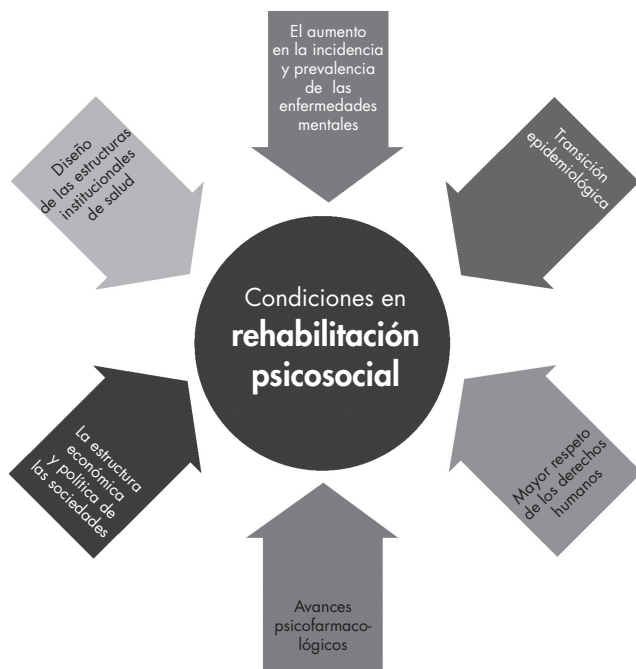 El aumento
en la incidencia
y prevalencia
de las
enfermedades
mentales
Transición
epidemiológica
Mayor respeto
de los derechos
humanos
Avances
psicofarmaco-
lógicos
La estructura
económica
y política de
las sociedades
Diseño
de las estructuras
institucionales
de salud
Condiciones en
rehabilitación
psicosocial